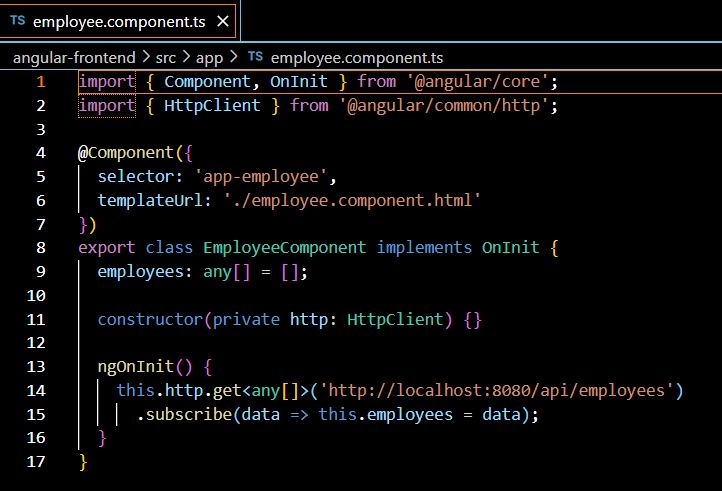 TS employee.component.ts ×
angular-frontend > src > app > TS employee.component.ts
1 import { Component, OnInit } from '@angular/core';
2 import { HttpClient } from '@angular/common/http';
3
4 @Component({
5   selector: 'app-employee',
6   templateUrl: './employee.component.html'
7 })
8 export class EmployeeComponent implements OnInit {
9   employees: any[] = [];
10
11   constructor(private http: HttpClient) {}
12
13   ngOnInit() {
14     this.http.get<any[]>('http://localhost:8080/api/employees')
15       .subscribe(data => this.employees = data);
16   }
17 }